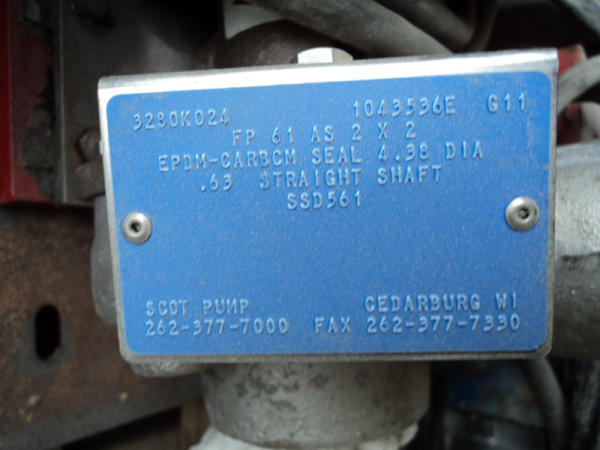 3280K024 1043536E G11
FP 61 AS 2 X 2
EPDM-CARBCM SEAL 4.38 DIA
.63 STRAIGHT SHAFT
SSD561
SCOT PUMP CEDARBURG WI
262-377-7000 FAX 262-377-7330